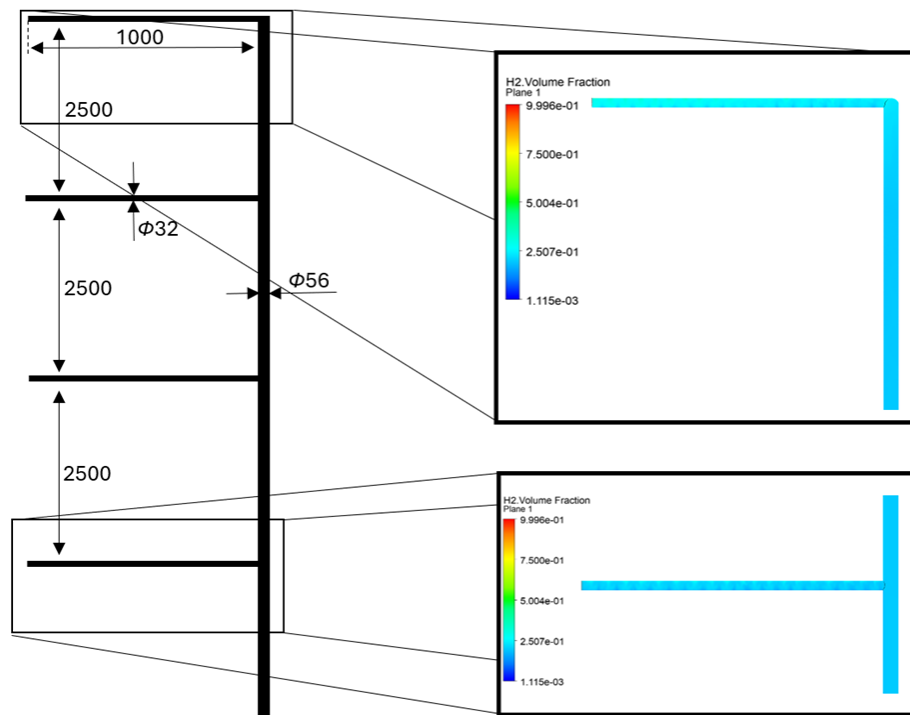 1000
2500
Φ32
2500
Φ56
2500
H2.Volume Fraction
Plane 1
9.996e-01
7.500e-01
5.004e-01
2.507e-01
1.115e-03
H2.Volume Fraction
Plane 1
9.996e-01
7.500e-01
5.004e-01
2.507e-01
1.115e-03